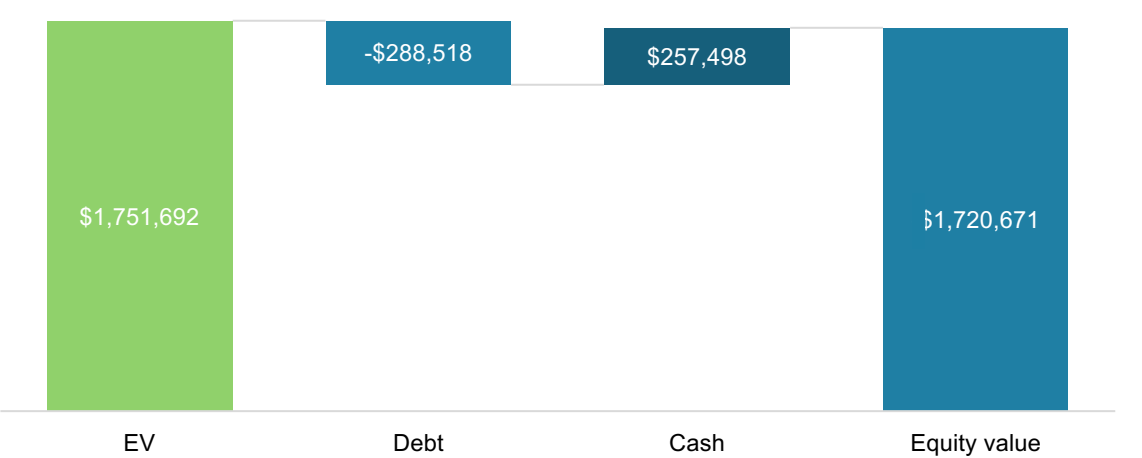 -$288,518
$257,498
$1,751,692
$1,720,671
EV
Debt
Cash
Equity value